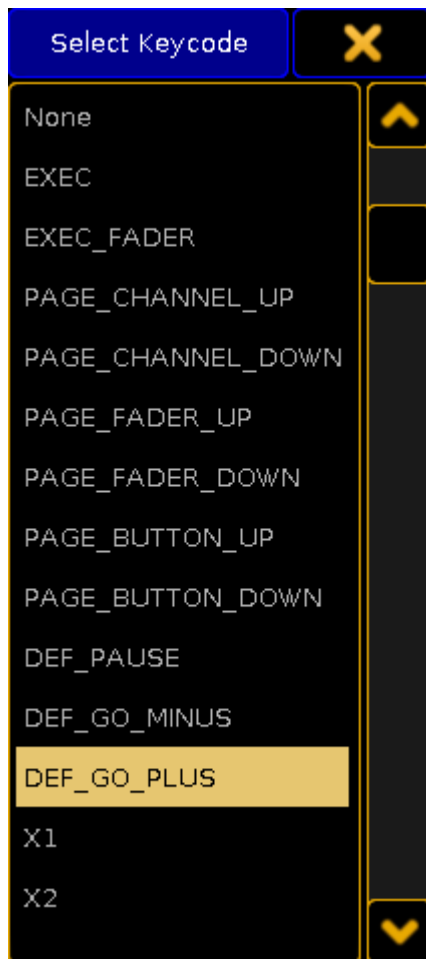 Select Keycode
None
EXEC
EXEC_FADER
PAGE_CHANNEL_UP
PAGE_CHANNEL_DOWN
PAGE_FADER_UP
PAGE_FADER_DOWN
PAGE_BUTTON_UP
PAGE_BUTTON_DOWN
DEF_PAUSE
DEF_GO_MINUS
DEF_GO_PLUS
X1
X2